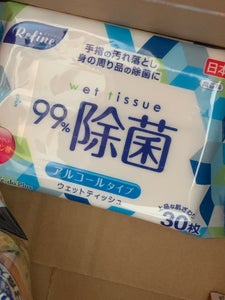 Refine
手指の汚れ落とし
身の周り品の除菌に
日本
wet tissue
99%除菌
アルコールタイプ
ウェットティッシュ
30枚